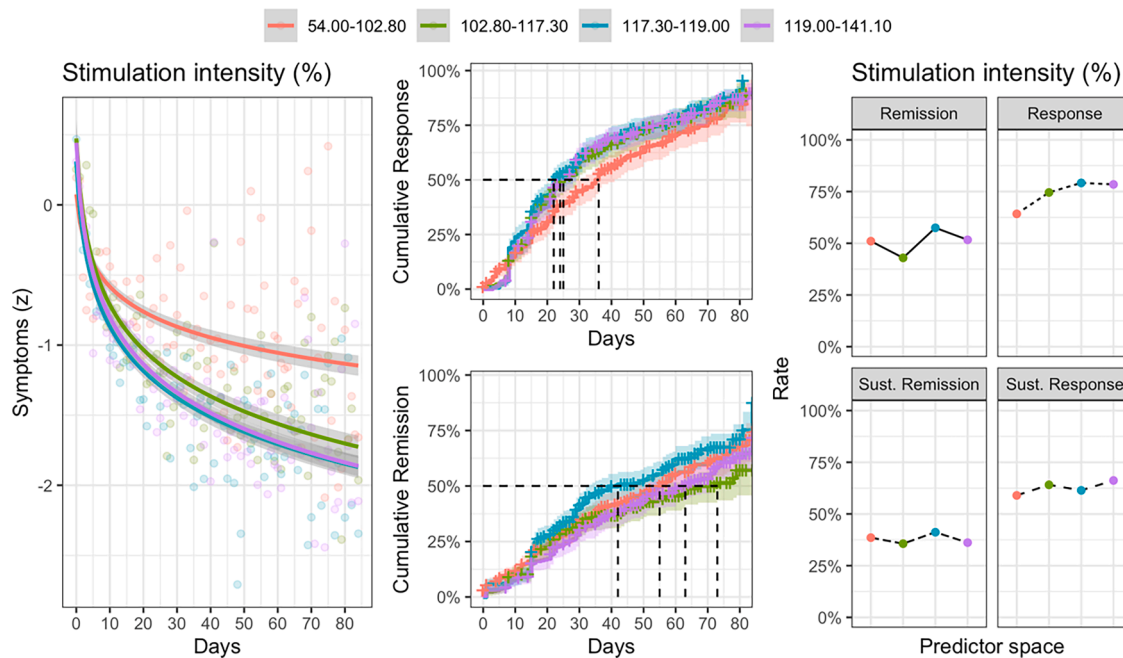 54.00-102.80 102.80-117.30 117.30-119.00 119.00-141.10
Stimulation intensity (%)
Symptoms (z)
0
-1
-2
0 10 20 30 40 50 60 70 80
Days
Cumulative Response
100%
75%
50%
25%
0%
0 10 20 30 40 50 60 70 80
Days
Cumulative Remission
100%
75%
50%
25%
0%
0 10 20 30 40 50 60 70 80
Days
Stimulation intensity (%)
Rate
Remission Response
100%
75%
50%
25%
0%
Sust. Remission Sust. Response
100%
75%
50%
25%
0%
Predictor space